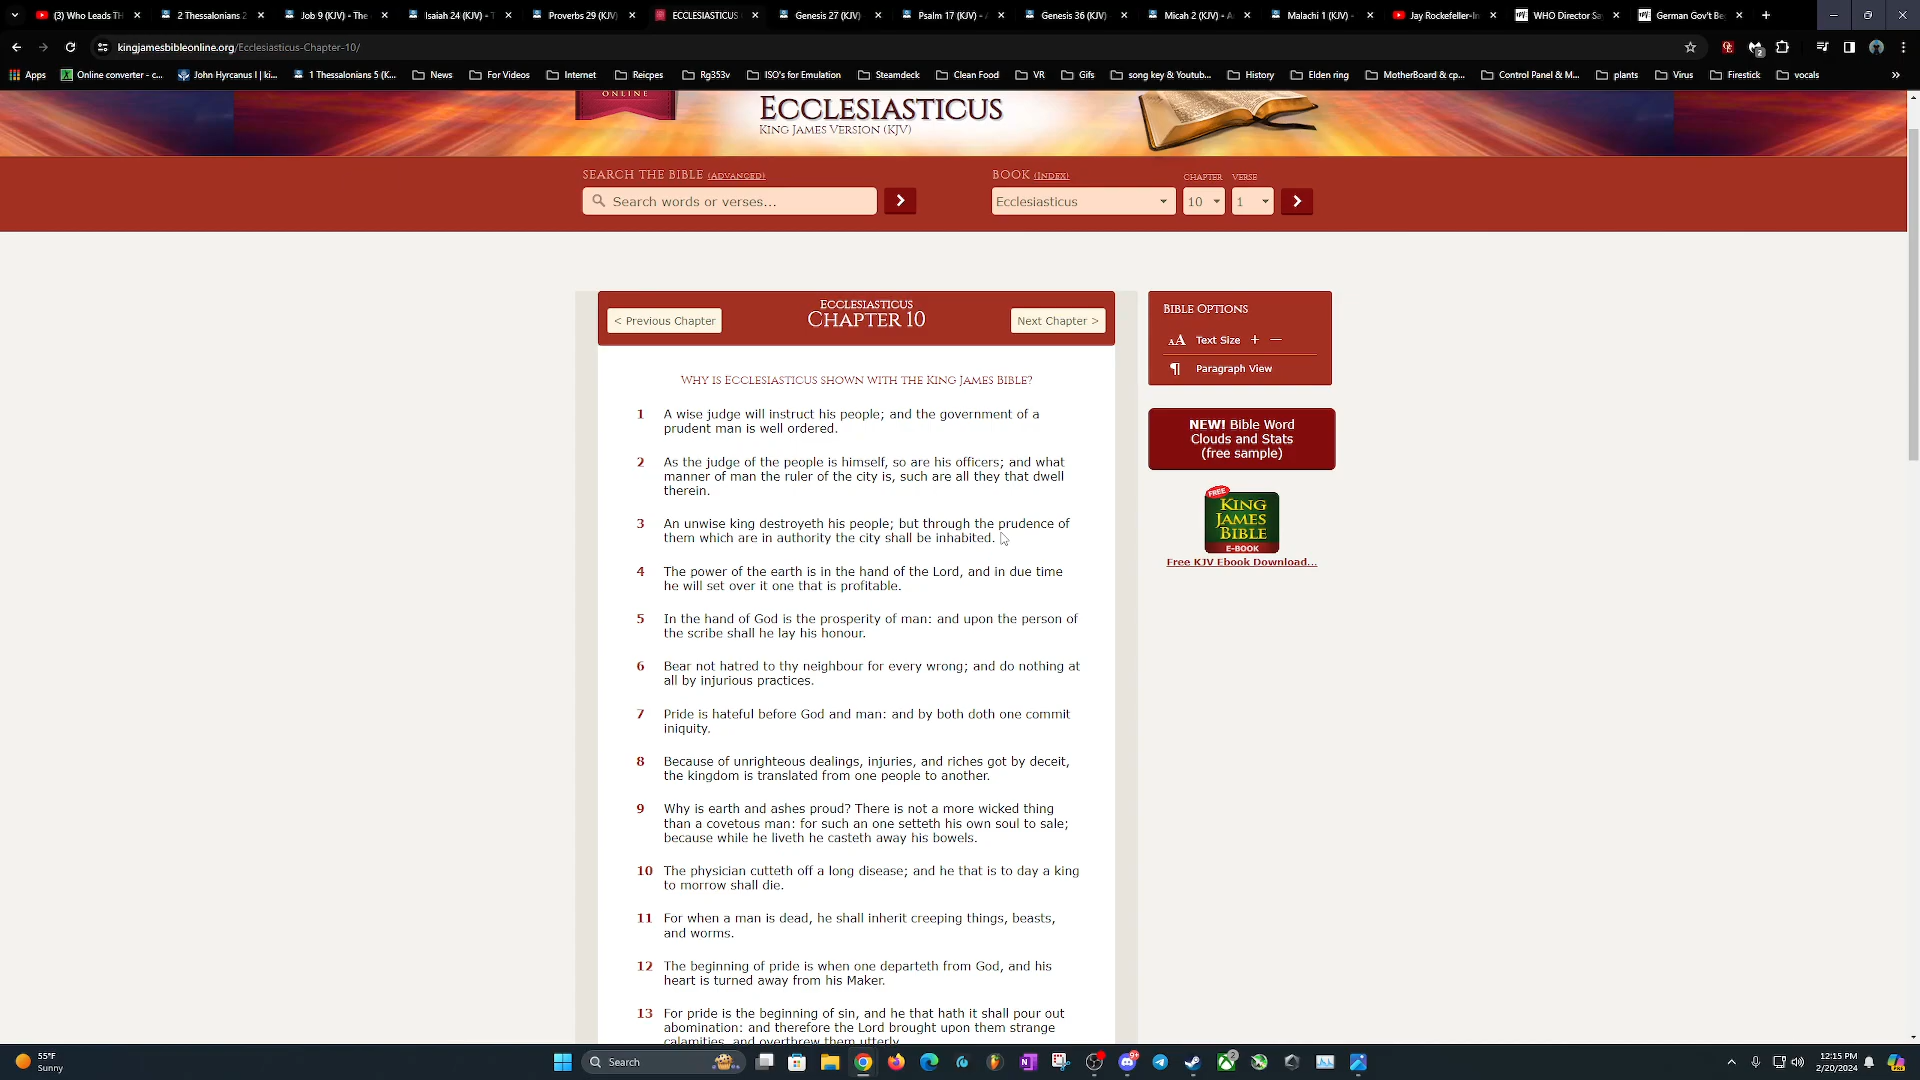 (3) Who Leads Th
2 Thessalonians 2
Job 9 (KJV) - The
Isaiah 24 (KJV) - T
Proverbs 29 (KJV)
ECCLESIASTICUS
Genesis 27 (KJV)
Psalm 17 (KJV) - A
Genesis 36 (KJV)
Micah 2 (KJV) - A
Malachi 1 (KJV) -
Jay Rockefeller-In
WHO Director Sa
German Gov't Be
kingjamesbibleonline.org/Ecclesiasticus-Chapter-10/
Apps
Online converter - c...
John Hyrcanus I | ki...
1 Thessalonians 5 (K...
News
For Videos
Internet
Reicpes
Rg353v
ISO's for Emulation
Steamdeck
Clean Food
VR
Gifs
song key & Youtub...
History
Elden ring
MotherBoard & cp...
Control Panel & M...
plants
Virus
Firestick
vocals
ONLINE
ECCLESIASTICUS
KING JAMES VERSION (KJV)
SEARCH THE BIBLE (ADVANCED)
BOOK (INDEX)
CHAPTER
VERSE
Search words or verses...
Ecclesiasticus
10
1
< Previous Chapter
ECCLESIASTICUS
CHAPTER 10
Next Chapter >
WHY IS ECCLESIASTICUS SHOWN WITH THE KING JAMES BIBLE?
1 A wise judge will instruct his people; and the government of a
prudent man is well ordered.
2 As the judge of the people is himself, so are his officers; and what
manner of man the ruler of the city is, such are all they that dwell
therein.
3 An unwise king destroyeth his people; but through the prudence of
them which are in authority the city shall be inhabited.
4 The power of the earth is in the hand of the Lord, and in due time
he will set over it one that is profitable.
5 In the hand of God is the prosperity of man: and upon the person of
the scribe shall he lay his honour.
6 Bear not hatred to thy neighbour for every wrong; and do nothing at
all by injurious practices.
7 Pride is hateful before God and man: and by both doth one commit
iniquity.
8 Because of unrighteous dealings, injuries, and riches got by deceit,
the kingdom is translated from one people to another.
9 Why is earth and ashes proud? There is not a more wicked thing
than a covetous man: for such an one setteth his own soul to sale;
because while he liveth he casteth away his bowels.
10 The physician cutteth off a long disease; and he that is to day a king
to morrow shall die.
11 For when a man is dead, he shall inherit creeping things, beasts,
and worms.
12 The beginning of pride is when one departeth from God, and his
heart is turned away from his Maker.
13 For pride is the beginning of sin, and he that hath it shall pour out
abomination: and therefore the Lord brought upon them strange
calamities, and overthrew them utterly.
BIBLE OPTIONS
AA Text Size + —
¶ Paragraph View
NEW! Bible Word
Clouds and Stats
(free sample)
FREE
KING
JAMES
BIBLE
E-BOOK
Free KJV Ebook Download...
55°F
Sunny
Search
12:15 PM
2/20/2024